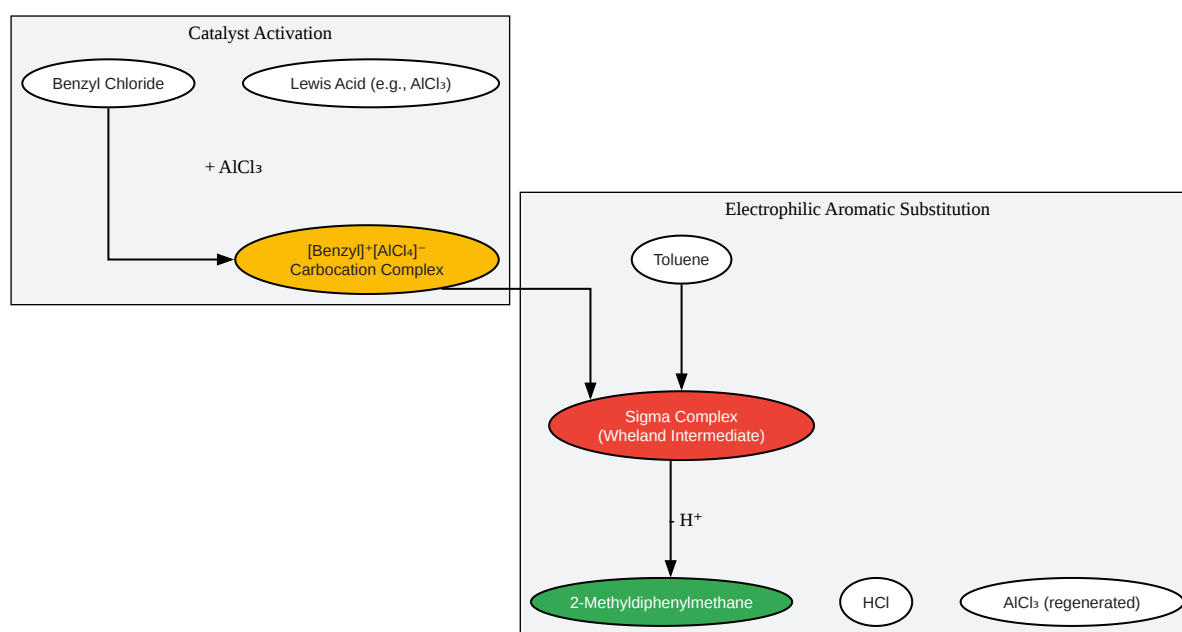 Catalyst Activation
Benzyl Chloride
Lewis Acid (e.g., AlCl₃)
+ AlCl₃
[Benzyl]⁺[AlCl₄]⁻
Carbocation Complex
Electrophilic Aromatic Substitution
Toluene
Sigma Complex
(Wheland Intermediate)
- H⁺
2-Methyldiphenylmethane
HCl
AlCl₃ (regenerated)